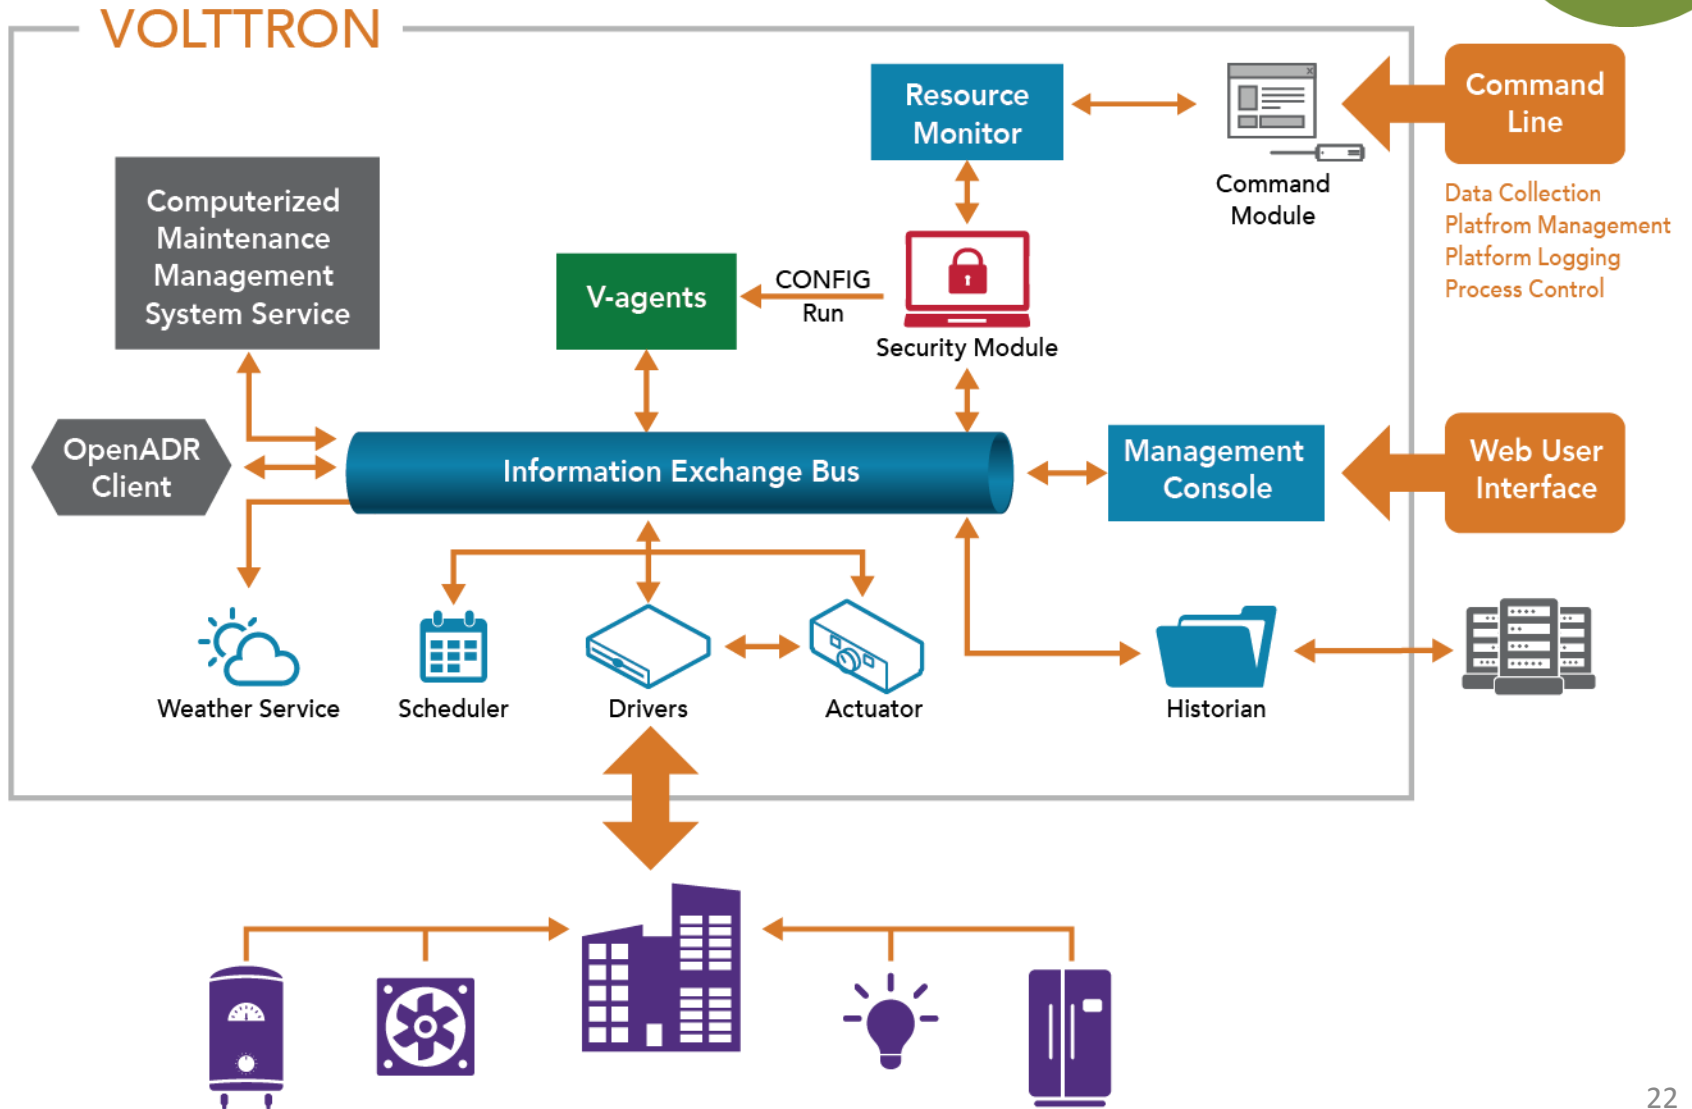 VOLTTRON
Resource
Monitor
Command
Module
Command
Line
Data Collection
Platfrom Management
Platform Logging
Process Control
Computerized
Maintenance
Management
System Service
V-agents
CONFIG
Run
Security Module
OpenADR
Client
Information Exchange Bus
Management
Console
Web User
Interface
Weather Service
Scheduler
Drivers
Actuator
Historian
22